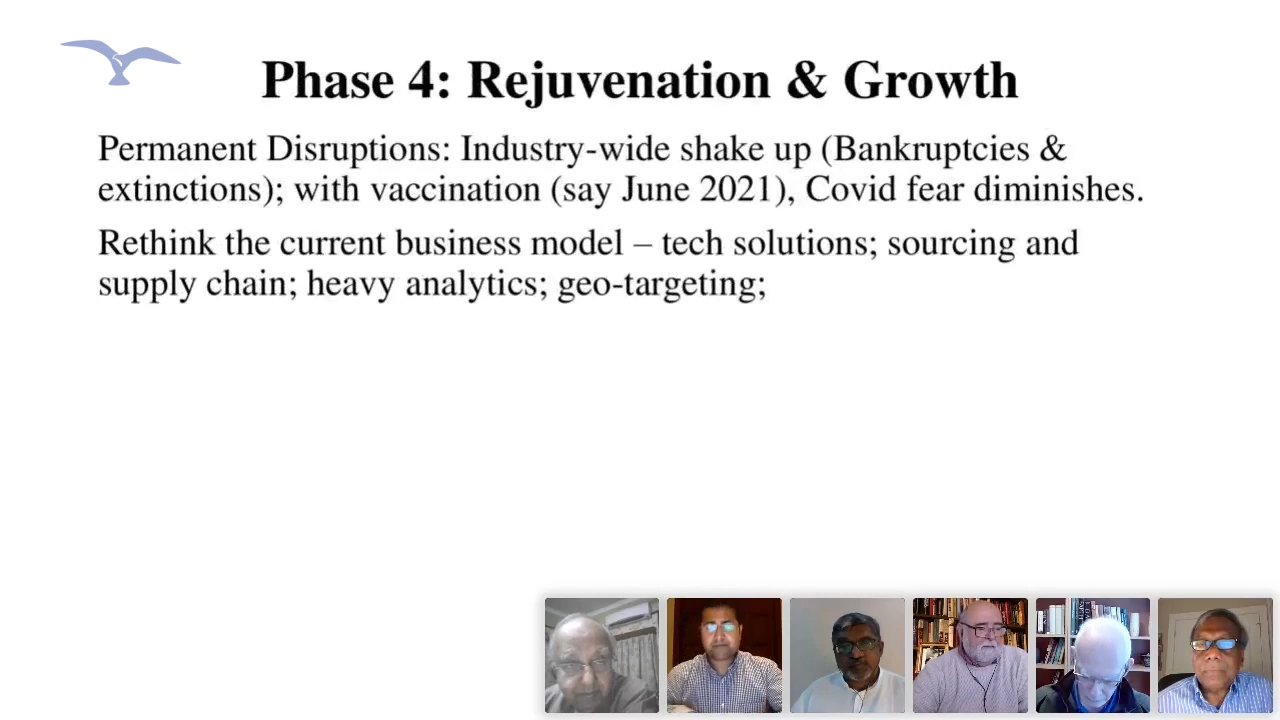 Phase 4: Rejuvenation & Growth
Permanent Disruptions: Industry-wide shake up (Bankruptcies &
extinctions); with vaccination (say June 2021), Covid fear diminishes.
Rethink the current business model – tech solutions; sourcing and
supply chain; heavy analytics; geo-targeting;